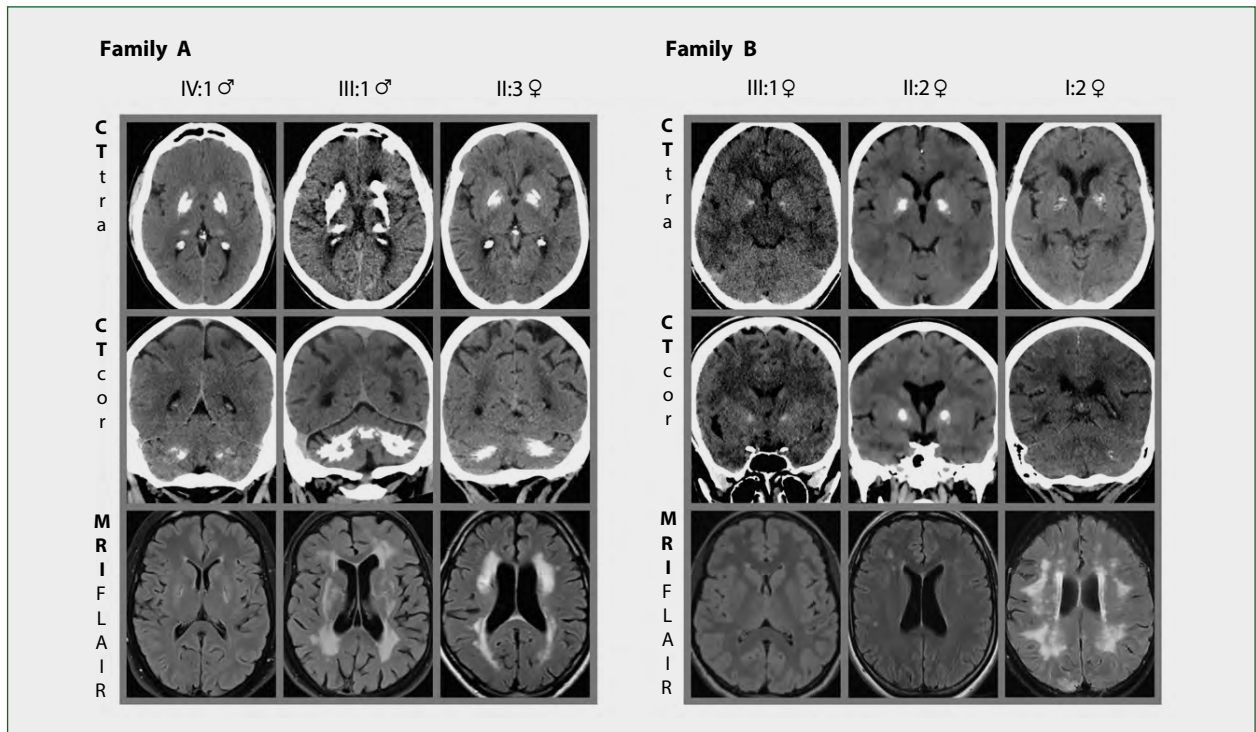 Family A
Family B
IV:1 ♂
III:1 ♂
II:3 ♀
III:1 ♀
II:2 ♀
I:2 ♀
C
T
t
r
a
C
T
t
r
a
C
T
c
o
r
C
T
c
o
r
M
R
I
F
L
A
I
R
M
R
I
F
L
A
I
R